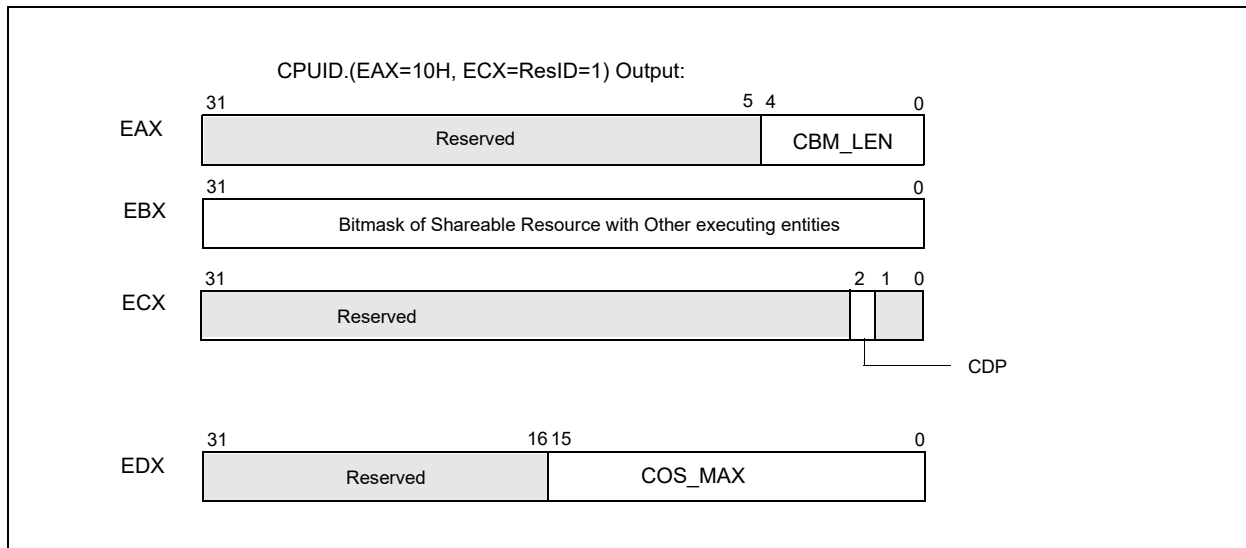 CPUID.(EAX=10H, ECX=ResID=1) Output:
31 5 4 0
EAX Reserved CBM_LEN
31 0
EBX Bitmask of Shareable Resource with Other executing entities
31 2 1 0
ECX Reserved
CDP
31 16 15 0
EDX Reserved COS_MAX